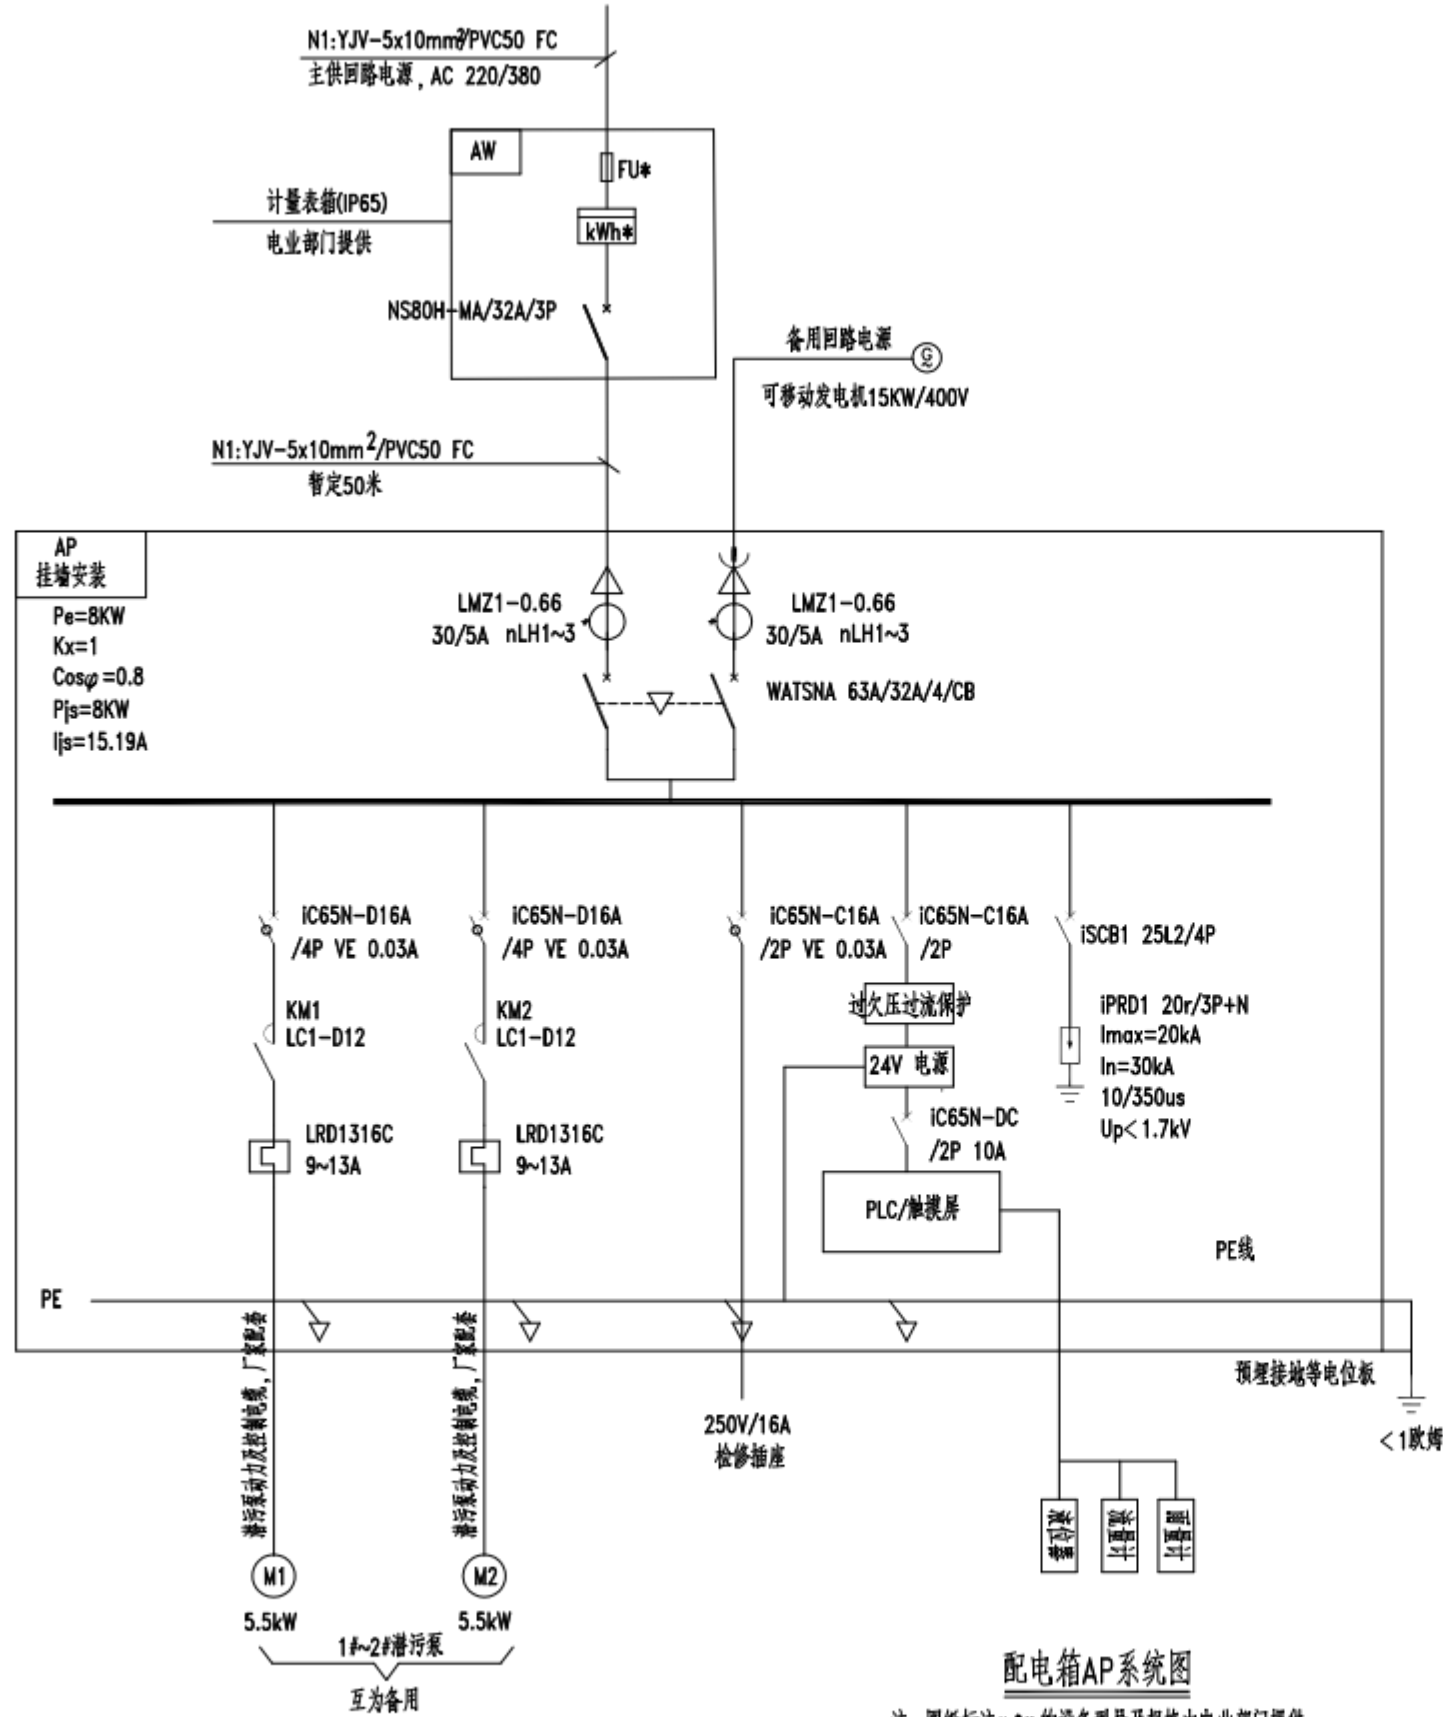 N1:YJV-5x10mm²/PVC50 FC
主供回路电源, AC 220/380
AW
FU*
计量表箱(IP65)
kWh*
电业部门提供
NS80H-MA/32A/3P
备用回路电源
G
可移动发电机15KW/400V
N1:YJV-5x10mm²/PVC50 FC
暂定50米
AP
挂墙安装
Pe=8KW
Kx=1
Cosφ=0.8
Pjs=8KW
Ijs=15.19A
LMZ1-0.66
30/5A nLH1~3
LMZ1-0.66
30/5A nLH1~3
WATSNA 63A/32A/4/CB
iC65N-D16A
/4P VE 0.03A
KM1
LC1-D12
LRD1316C
9~13A
iC65N-D16A
/4P VE 0.03A
KM2
LC1-D12
LRD1316C
9~13A
iC65N-C16A
/2P VE 0.03A
iC65N-C16A
/2P
过欠压过流保护
24V 电源
iC65N-DC
/2P 10A
PLC/触摸屏
iSCB1 25L2/4P
iPRD1 20r/3P+N
Imax=20kA
In=30kA
10/350us
Up<1.7kV
PE线
PE
潜污泵动力及控制电缆，厂家配套
潜污泵动力及控制电缆，厂家配套
预埋接地等电位板
<1欧姆
250V/16A
检修插座
液位器
流量计
雨量计
M1
M2
5.5kW
5.5kW
1#~2#潜污泵
互为备用
配电箱AP系统图